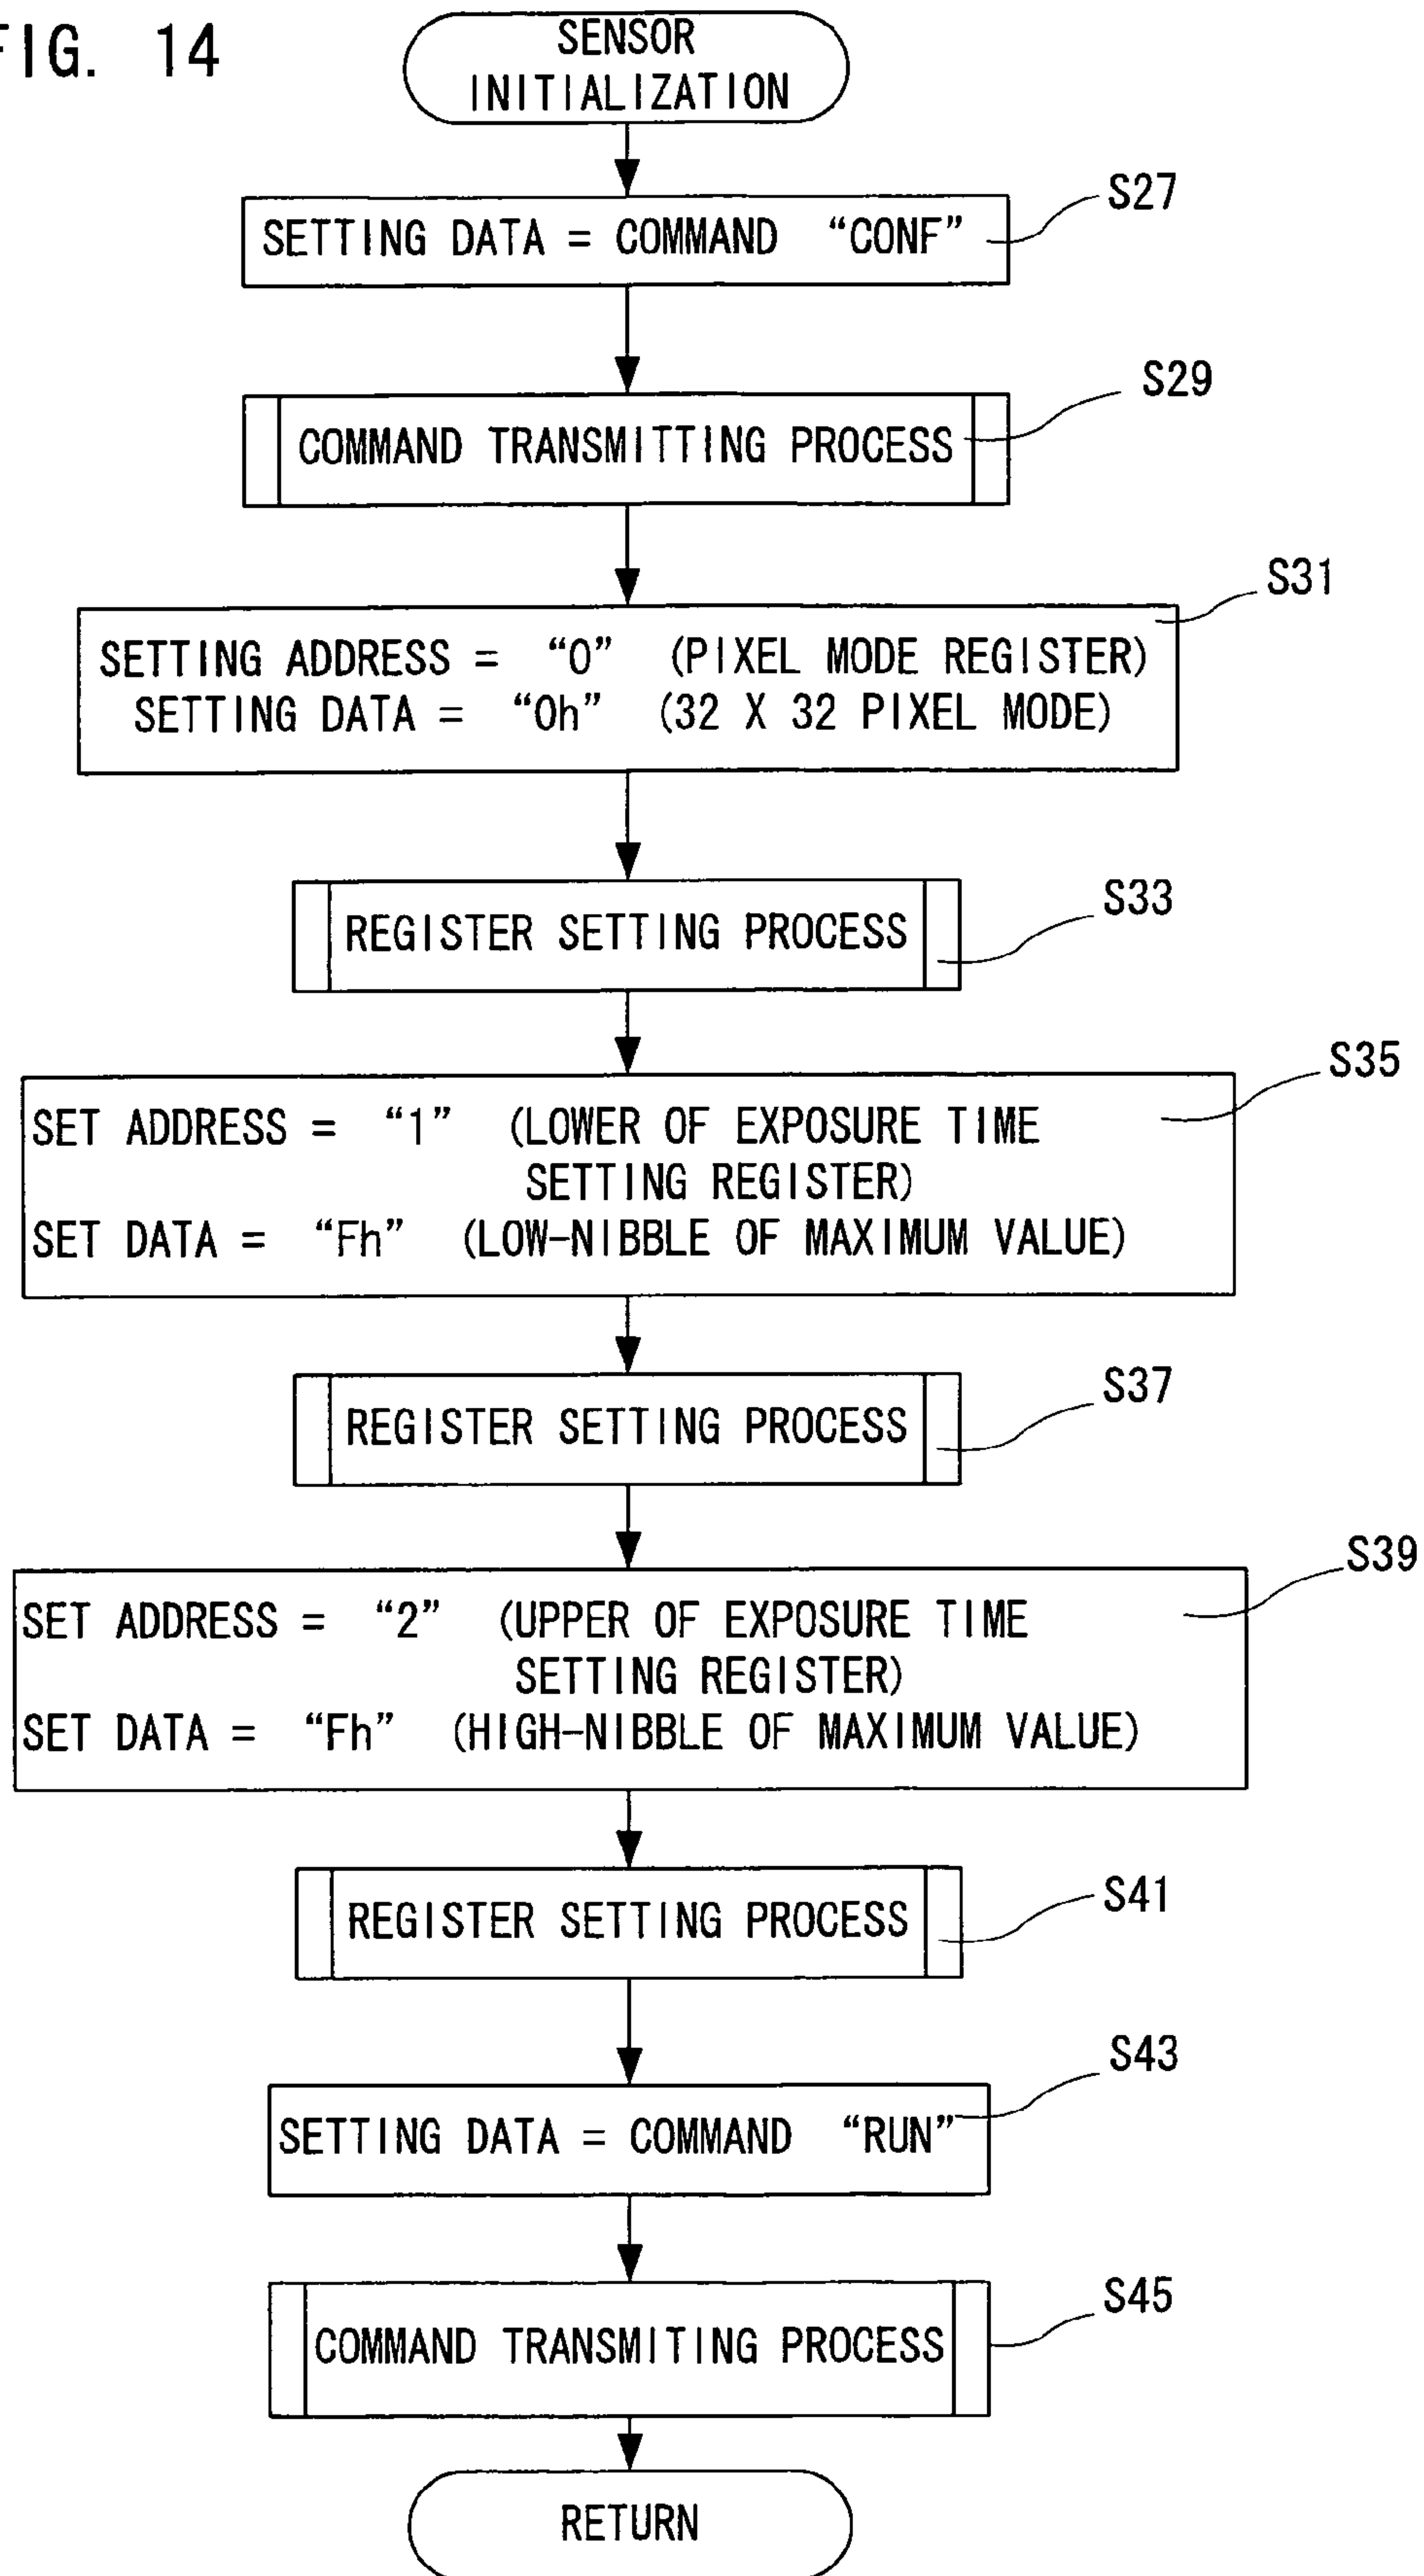 FIG. 14
SENSOR
INITIALIZATION
S27
SETTING DATA = COMMAND "CONF"
S29
COMMAND TRANSMITTING PROCESS
S31
SETTING ADDRESS = "0" (PIXEL MODE REGISTER)
SETTING DATA = "0h" (32 X 32 PIXEL MODE)
S33
REGISTER SETTING PROCESS
S35
SET ADDRESS = "1" (LOWER OF EXPOSURE TIME
SETTING REGISTER)
SET DATA = "Fh" (LOW-NIBBLE OF MAXIMUM VALUE)
S37
REGISTER SETTING PROCESS
S39
SET ADDRESS = "2" (UPPER OF EXPOSURE TIME
SETTING REGISTER)
SET DATA = "Fh" (HIGH-NIBBLE OF MAXIMUM VALUE)
S41
REGISTER SETTING PROCESS
S43
SETTING DATA = COMMAND "RUN"
S45
COMMAND TRANSMITING PROCESS
RETURN